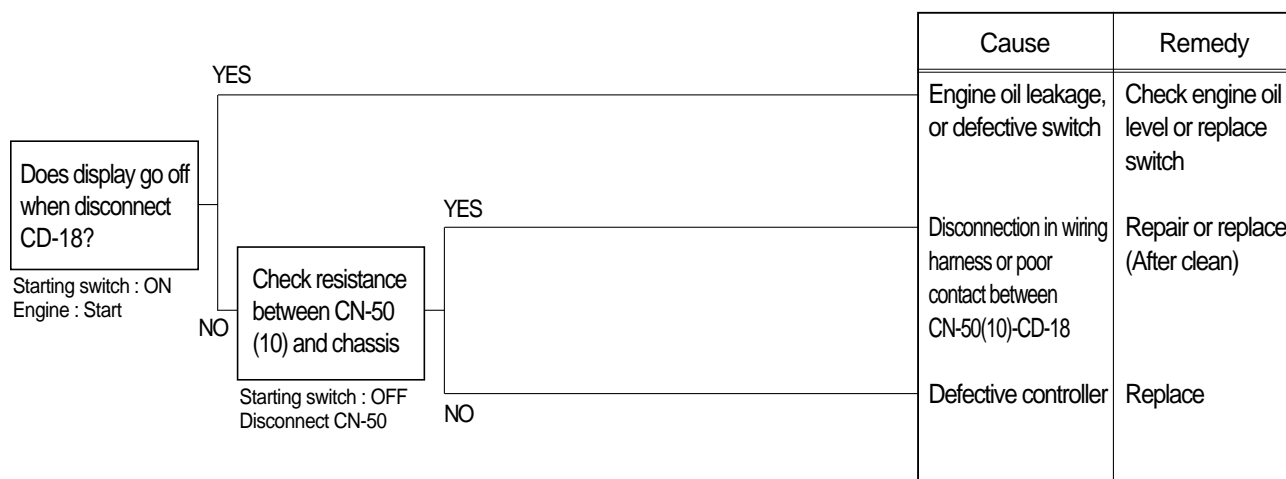 Cause
Remedy
YES
Engine oil leakage,
or defective switch
Check engine oil
level or replace
switch
Does display go off
when disconnect
CD-18?
Starting switch : ON
Engine : Start
YES
Disconnection in wiring
harness or poor
contact between
CN-50(10)-CD-18
Repair or replace
(After clean)
NO
Check resistance
between CN-50
(10) and chassis
Starting switch : OFF
Disconnect CN-50
NO
Defective controller
Replace